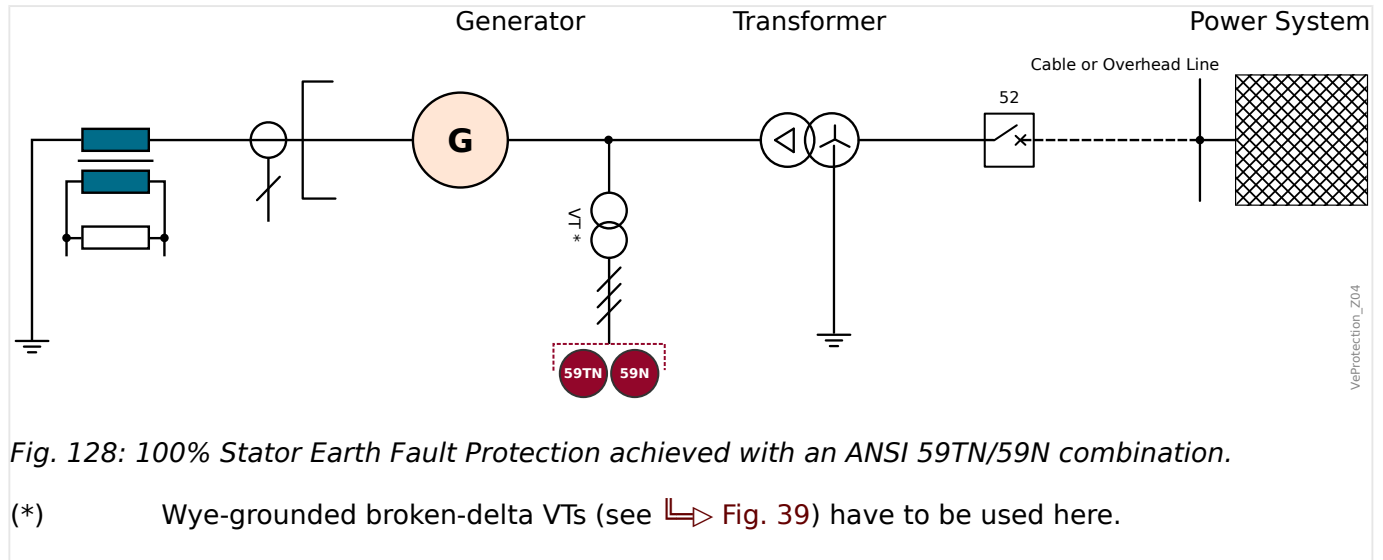 Generator
Transformer
Power System
Cable or Overhead Line
52
G
VT *
59TN
59N
VeProtection_Z04
Fig. 128: 100% Stator Earth Fault Protection achieved with an ANSI 59TN/59N combination.
(*) Wye-grounded broken-delta VTs (see ╚═▷ Fig. 39) have to be used here.